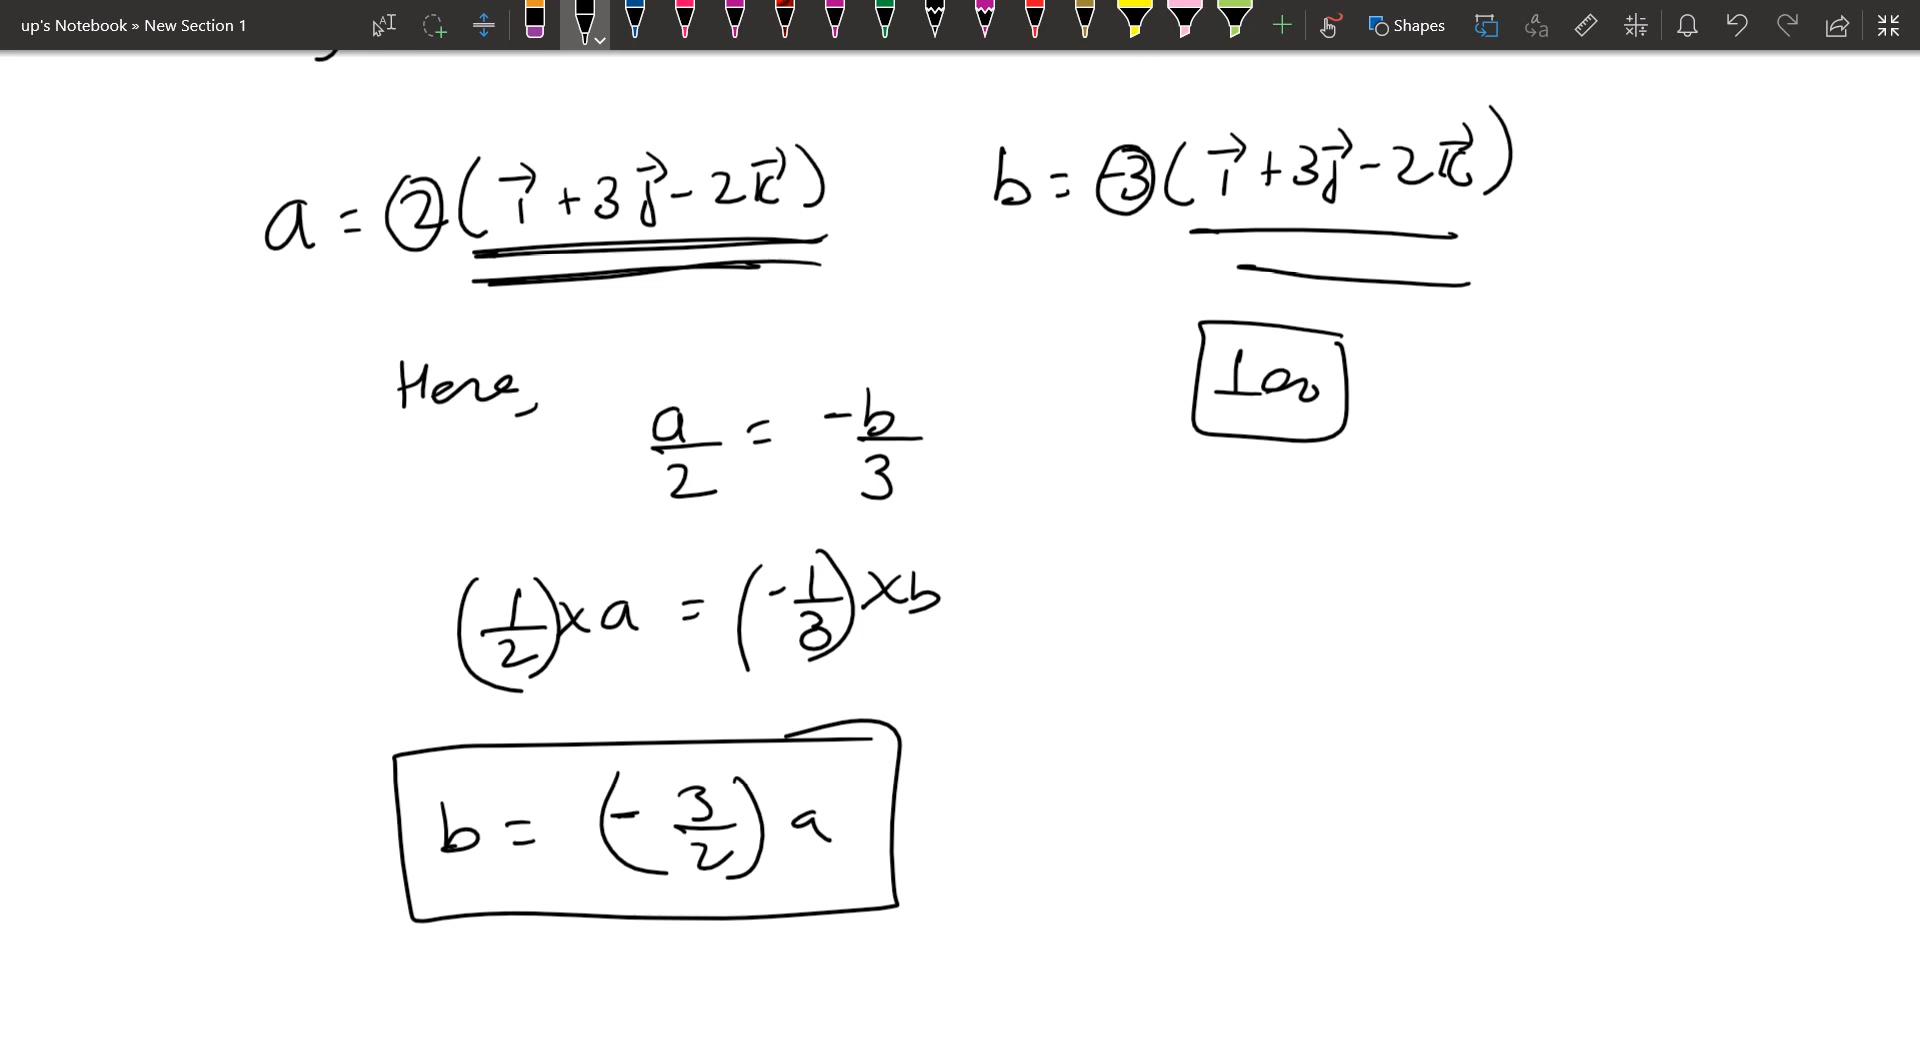 up's Notebook » New Section 1
Shapes
a = 2(i⃗ + 3j⃗ - 2k⃗)
b = -3(i⃗ + 3j⃗ - 2k⃗)
Here,
a/2 = -b/3
(1/2) × a = (-1/3) × b
b = (-3/2) a